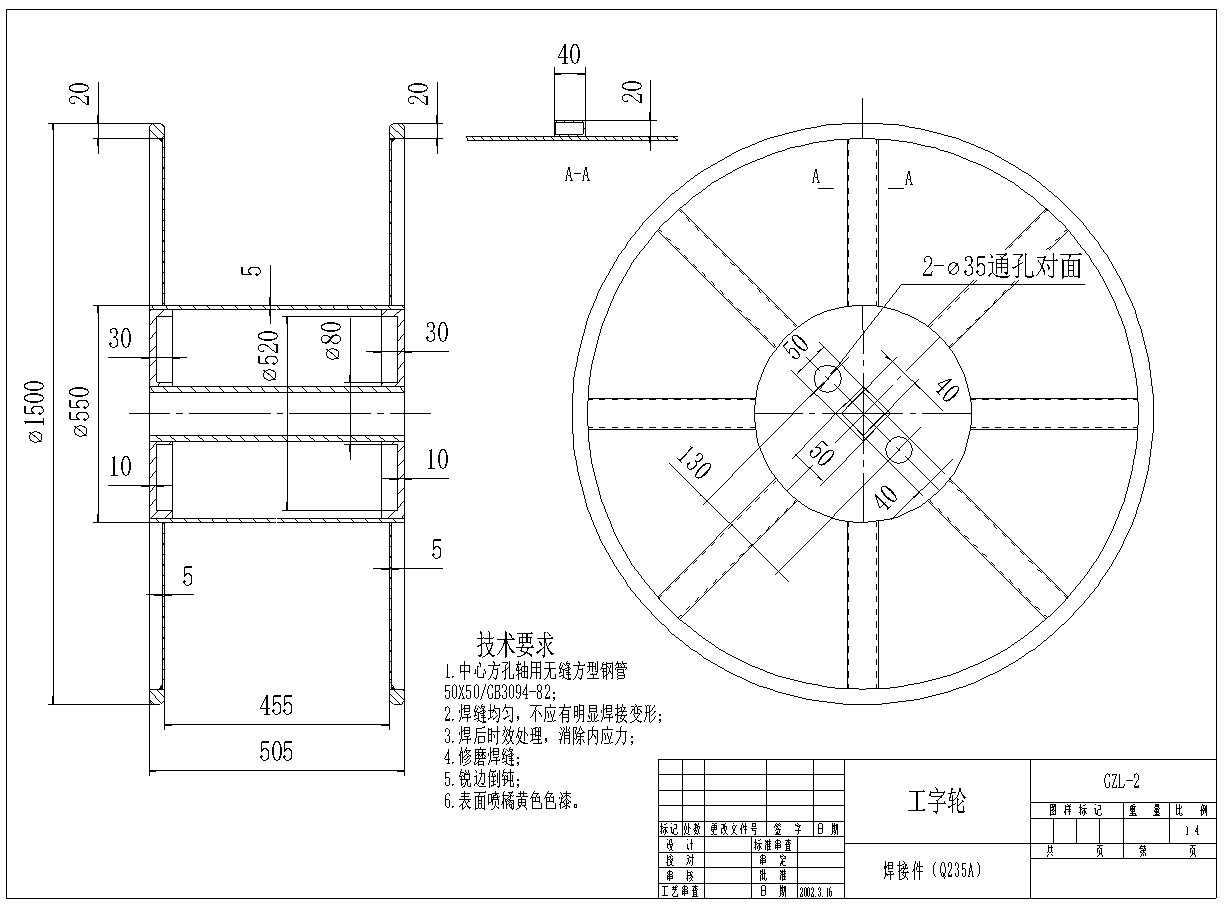 40
20
20
20
A-A
A
A
2-⌀35通孔对面
5
30
⌀520
⌀80
30
50
40
⌀1500
⌀550
10
10
130
50
40
5
5
455
505
技术要求
1.中心方孔轴用无缝方型钢管
50X50/GB3094-82;
2.焊缝均匀，不应有明显焊接变形;
3.焊后时效处理，消除内应力;
4.修磨焊缝;
5.锐边倒钝;
6.表面喷橘黄色色漆。
工字轮
GZL-2
图样标记 重量 比例
1 4
共 页 第 页
焊接件（Q235A）
标记 处数 更改文件号 签字 日期
设计 标准审查
校对 审定
审核 批准
工艺审查 日期 2002.3.16